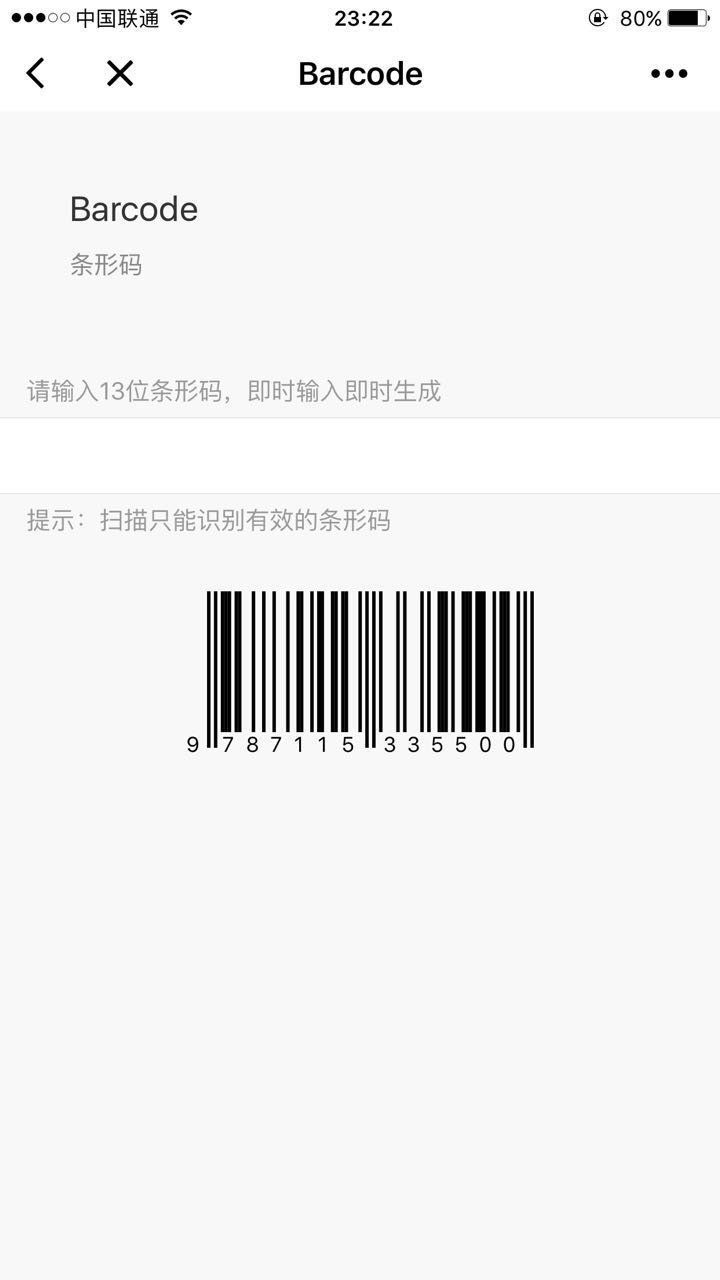 中国联通 23:22 80%
Barcode
Barcode
条形码
请输入13位条形码，即时输入即时生成
提示：扫描只能识别有效的条形码
9 787115 335500